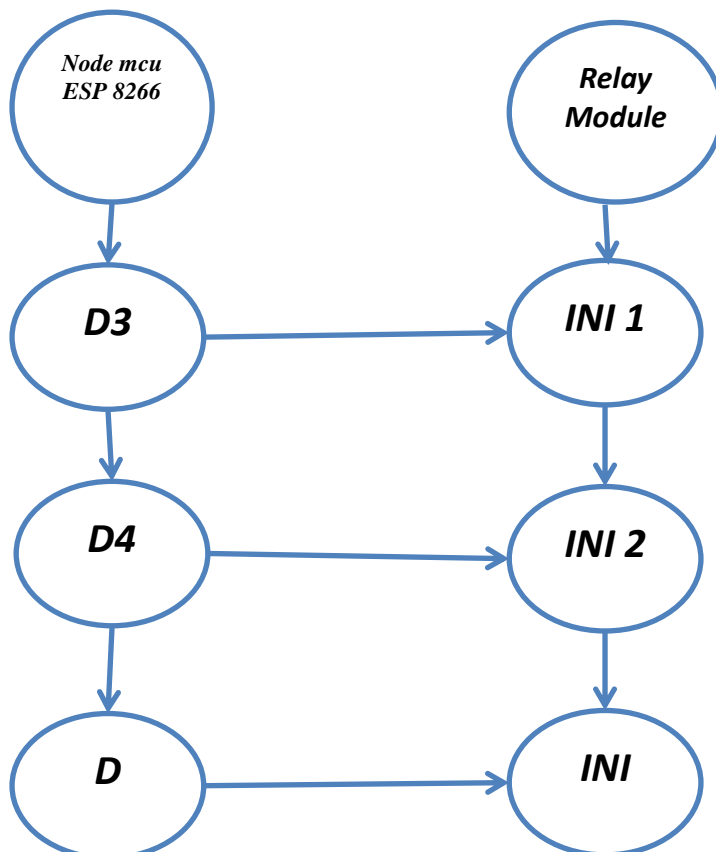 Node mcu
ESP 8266
Relay
Module
D3
INI 1
D4
INI 2
D
INI